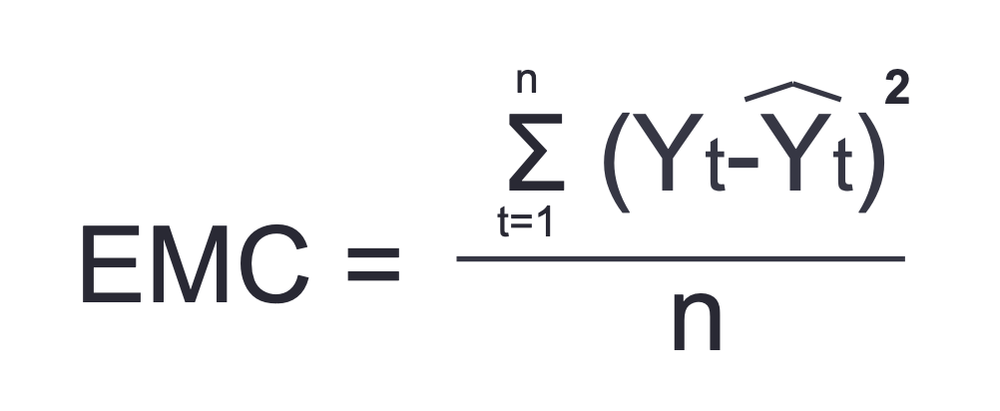 n
Σ (Yt-Ŷt)²
t=1
EMC =
n